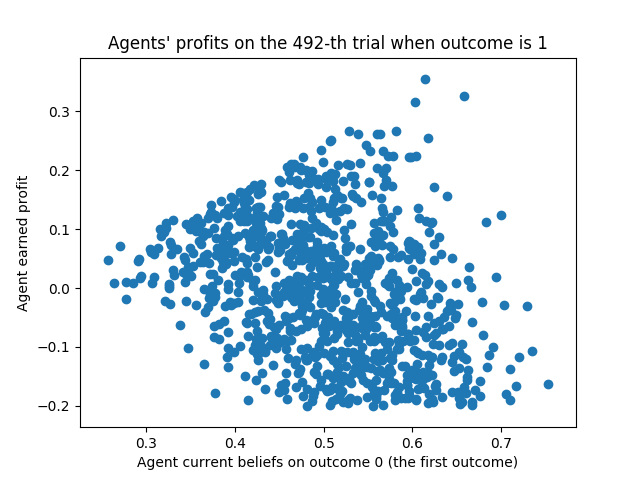 Agents' profits on the 492-th trial when outcome is 1
0.3
0.2
0.1
0.0
−0.1
−0.2
Agent earned profit
0.3 0.4 0.5 0.6 0.7
Agent current beliefs on outcome 0 (the first outcome)